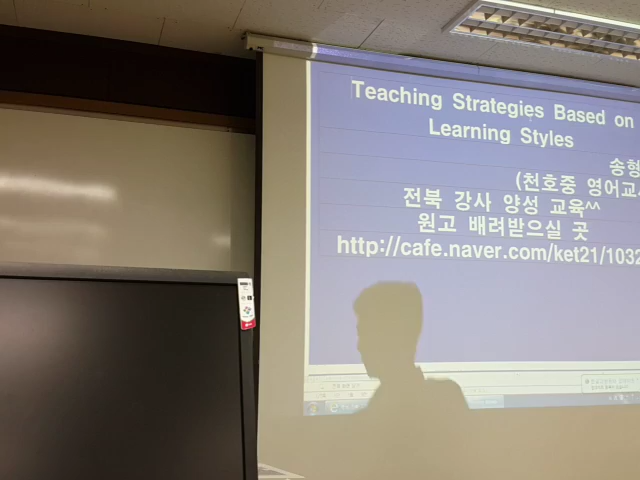 Teaching Strategies Based on
Learning Styles
송형
(천호중 영어교
전북 강사 양성 교육^^
원고 배려받으실 곳
http://cafe.naver.com/ket21/1032